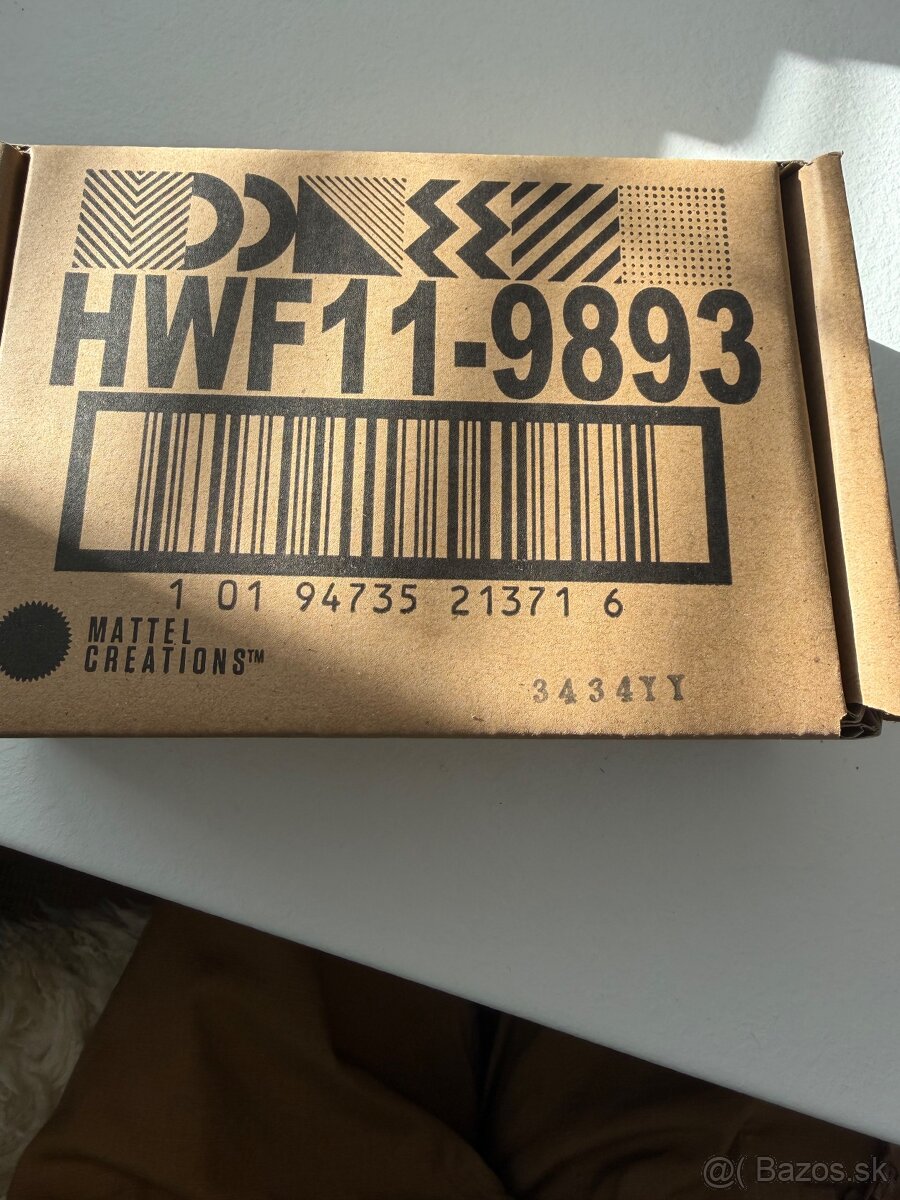 HWF11-9893
1 01 94735 21371 6
MATTEL
CREATIONS™
3434YY
@( Bazos.sk